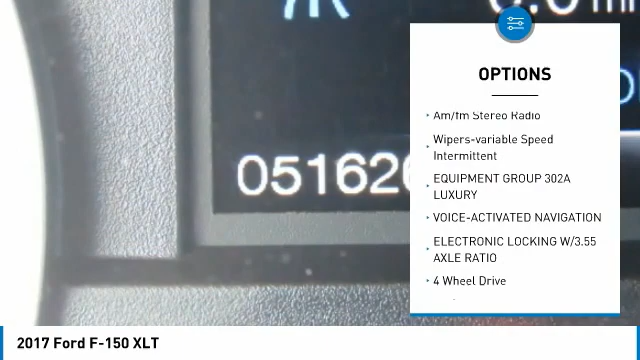 051626
OPTIONS
Am/fm Stereo Radio
Wipers-variable Speed
Intermittent
EQUIPMENT GROUP 302A
LUXURY
VOICE-ACTIVATED NAVIGATION
ELECTRONIC LOCKING W/3.55
AXLE RATIO
4 Wheel Drive
2017 Ford F-150 XLT